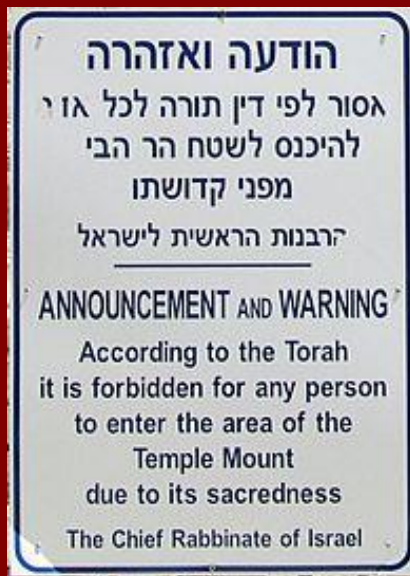 הודעה ואזהרה
אסור לפי דין תורה לכל
להיכנס לשטח הר
מפני קדושתו
הרבנות הראשית לישראל
ANNOUNCEMENT AND WARNING
According to the Torah
it is forbidden for any person
to enter the area of the
Temple Mount
due to its sacredness
The Chief Rabbinate of Israel